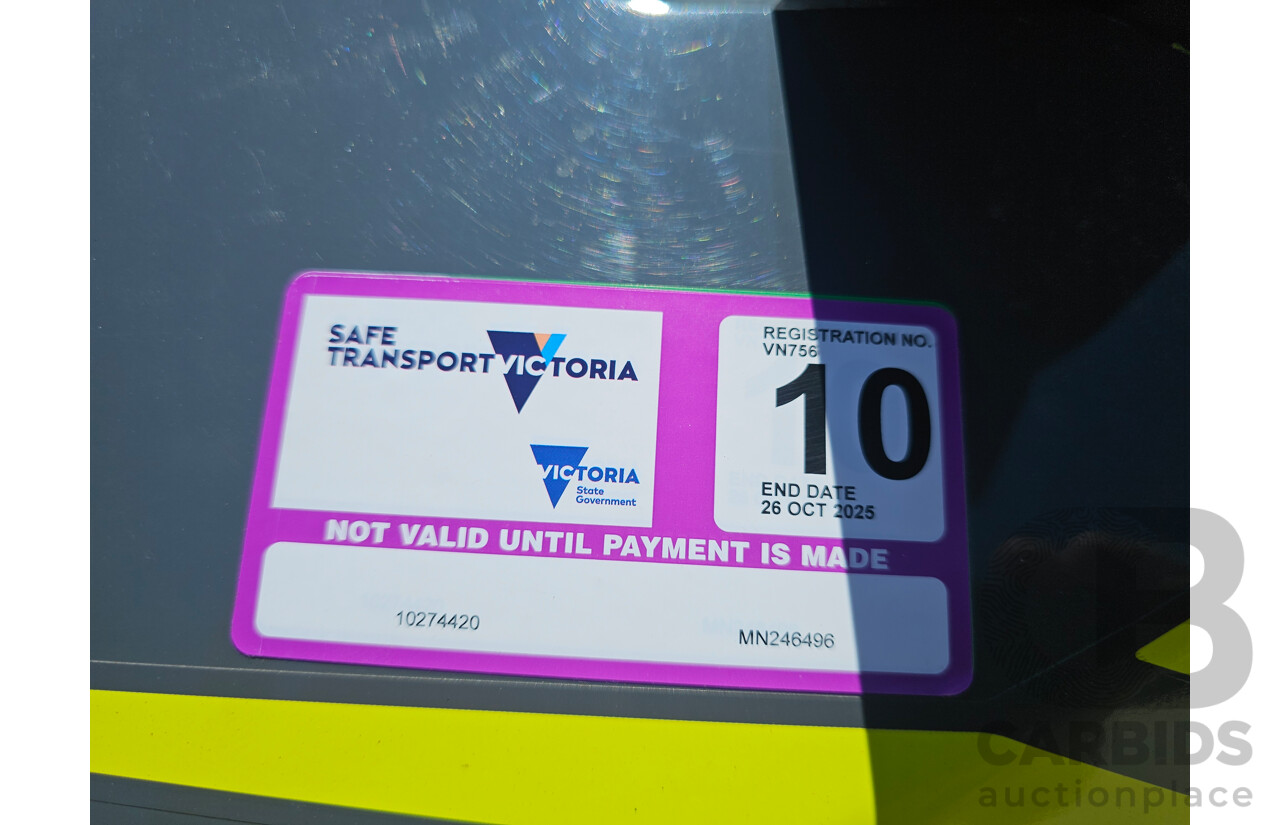 SAFE
TRANSPORT VICTORIA
VICTORIA
State
Government
REGISTRATION NO.
VN756
10
END DATE
26 OCT 2025
NOT VALID UNTIL PAYMENT IS MADE
10274420
MN246496
CARBIDS
auctionplace